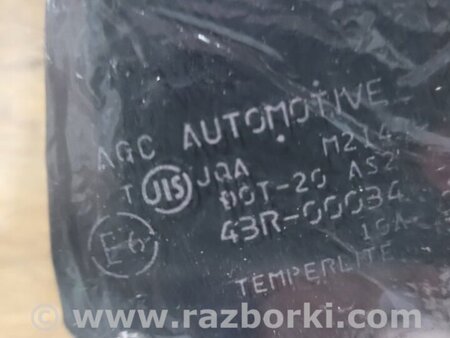 AGC AUTOMOTIVE
T JIS JQA M214
DOT-20 AS2
E6 43R-00034
TEMPERLITE
www.razborki.com